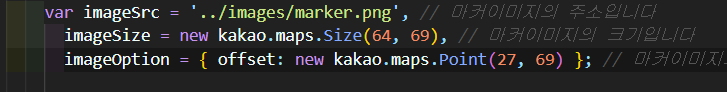 var imageSrc = '../images/marker.png', // 마커이미지의 주소입니다
imageSize = new kakao.maps.Size(64, 69), // 마커이미지의 크기입니다
imageOption = { offset: new kakao.maps.Point(27, 69) }; // 마커이미지